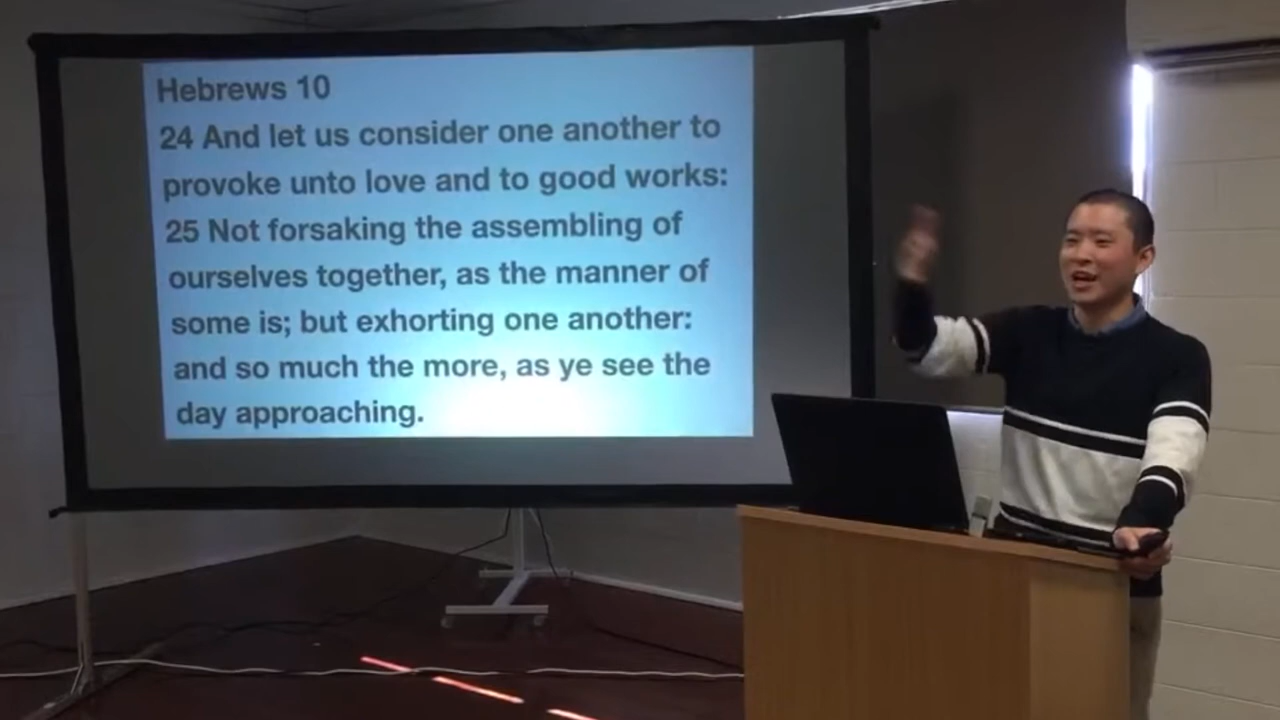 Hebrews 10
24 And let us consider one another to
provoke unto love and to good works:
25 Not forsaking the assembling of
ourselves together, as the manner of
some is; but exhorting one another:
and so much the more, as ye see the
day approaching.